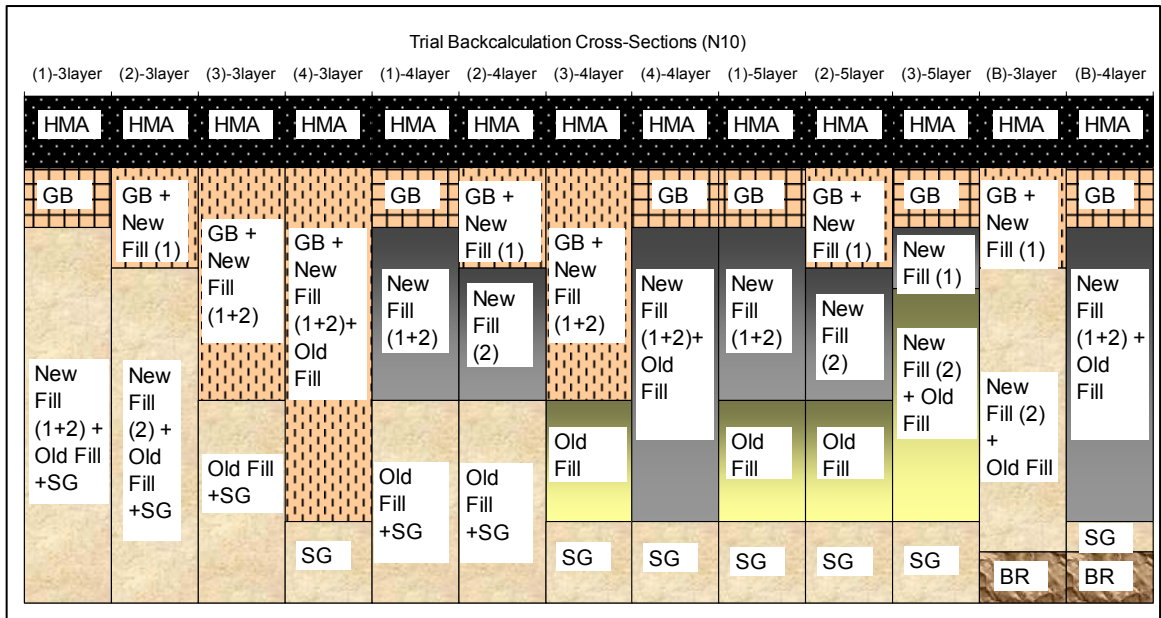 Trial Backcalculation Cross-Sections (N10)
(1)-3layer (2)-3layer (3)-3layer (4)-3layer (1)-4layer (2)-4layer (3)-4layer (4)-4layer (1)-5layer (2)-5layer (3)-5layer (B)-3layer (B)-4layer
HMA HMA HMA HMA HMA HMA HMA HMA HMA HMA HMA HMA HMA
GB
New
Fill
(1+2) +
Old Fill
+SG
GB +
New
Fill (1)
New
Fill
(2) +
Old
Fill
+SG
GB +
New
Fill
(1+2)
Old Fill
+SG
GB +
New
Fill
(1+2)+
Old
Fill
SG
GB
New
Fill
(1+2)
Old
Fill
+SG
GB +
New
Fill (1)
New
Fill
(2)
Old
Fill
+SG
GB +
New
Fill
(1+2)
Old
Fill
SG
GB
New
Fill
(1+2)+
Old
Fill
SG
GB
New
Fill
(1+2)
Old
Fill
SG
GB +
New
Fill (1)
New
Fill
(2)
Old
Fill
SG
GB
New
Fill (1)
New
Fill (2)
+ Old
Fill
SG
GB +
New
Fill (1)
New
Fill (2)
+
Old Fill
BR
GB
New
Fill
(1+2) +
Old
Fill
SG
BR